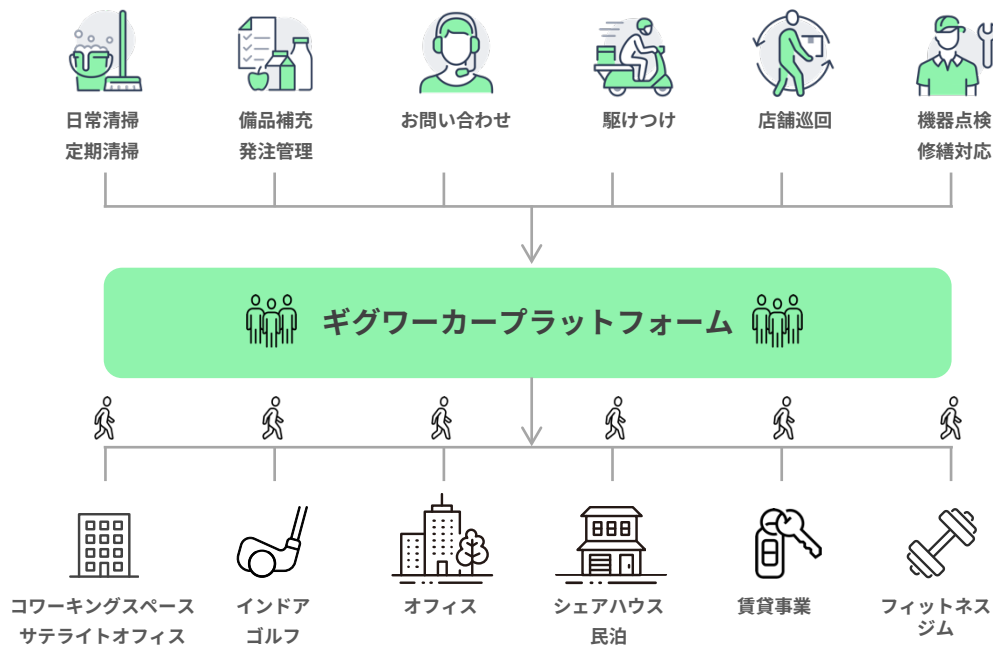 日常清掃
定期清掃
備品補充
発注管理
お問い合わせ
駆けつけ
店舗巡回
機器点検
修繕対応
ギグワーカープラットフォーム
コワーキングスペース
サテライトオフィス
インドア
ゴルフ
オフィス
シェアハウス
民泊
賃貸事業
フィットネス
ジム